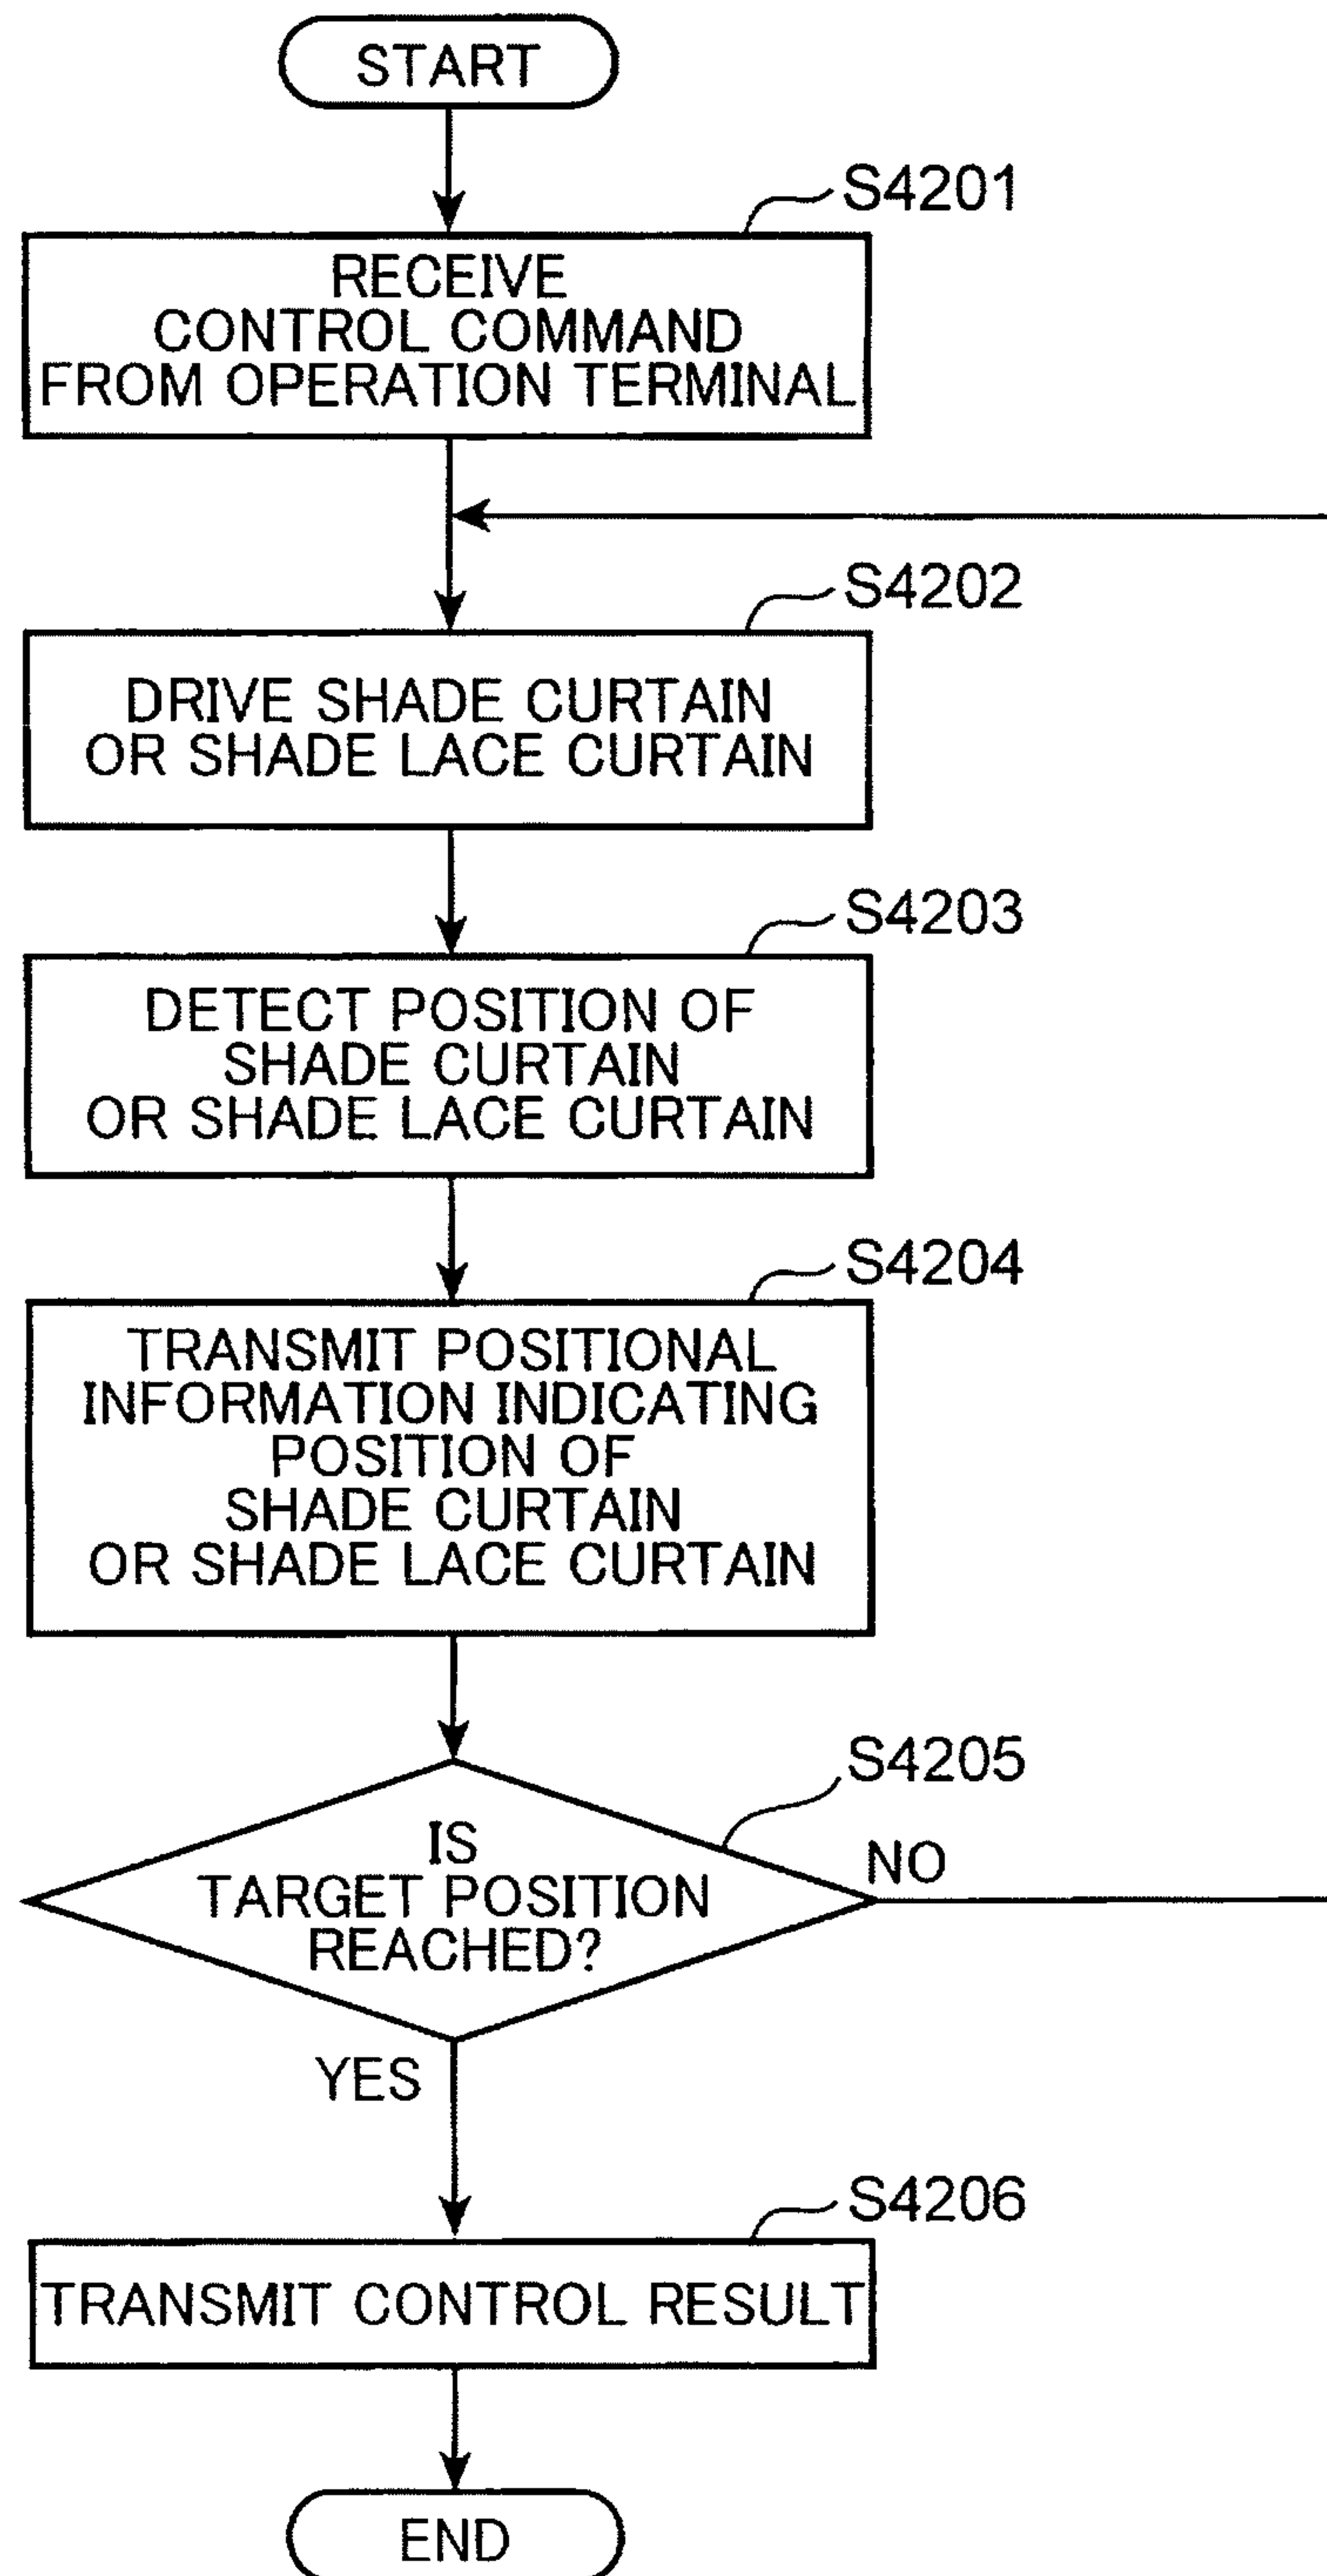 START
S4201
RECEIVE
CONTROL COMMAND
FROM OPERATION TERMINAL
S4202
DRIVE SHADE CURTAIN
OR SHADE LACE CURTAIN
S4203
DETECT POSITION OF
SHADE CURTAIN
OR SHADE LACE CURTAIN
S4204
TRANSMIT POSITIONAL
INFORMATION INDICATING
POSITION OF
SHADE CURTAIN
OR SHADE LACE CURTAIN
S4205
IS
TARGET POSITION
REACHED?
NO
YES
S4206
TRANSMIT CONTROL RESULT
END